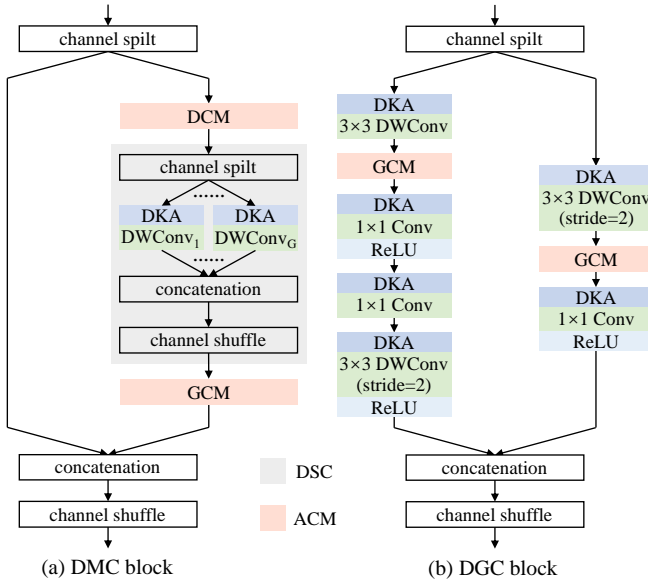 channel spilt
DCM
channel spilt
......
DKA
DWConv₁
DKA
DWConv_G
......
concatenation
channel shuffle
GCM
concatenation
channel shuffle
(a) DMC block
DSC
ACM
channel spilt
DKA
3×3 DWConv
GCM
DKA
1×1 Conv
ReLU
DKA
1×1 Conv
DKA
3×3 DWConv
(stride=2)
ReLU
DKA
3×3 DWConv
(stride=2)
GCM
DKA
1×1 Conv
ReLU
concatenation
channel shuffle
(b) DGC block